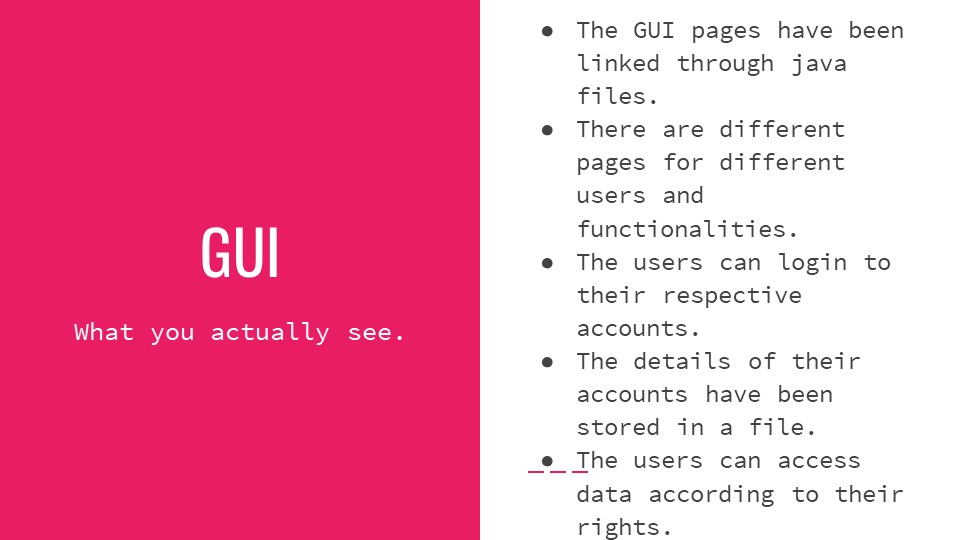 GUI
What you actually see.
● The GUI pages have been
linked through java
files.
● There are different
pages for different
users and
functionalities.
● The users can login to
their respective
accounts.
● The details of their
accounts have been
stored in a file.
● The users can access
data according to their
rights.